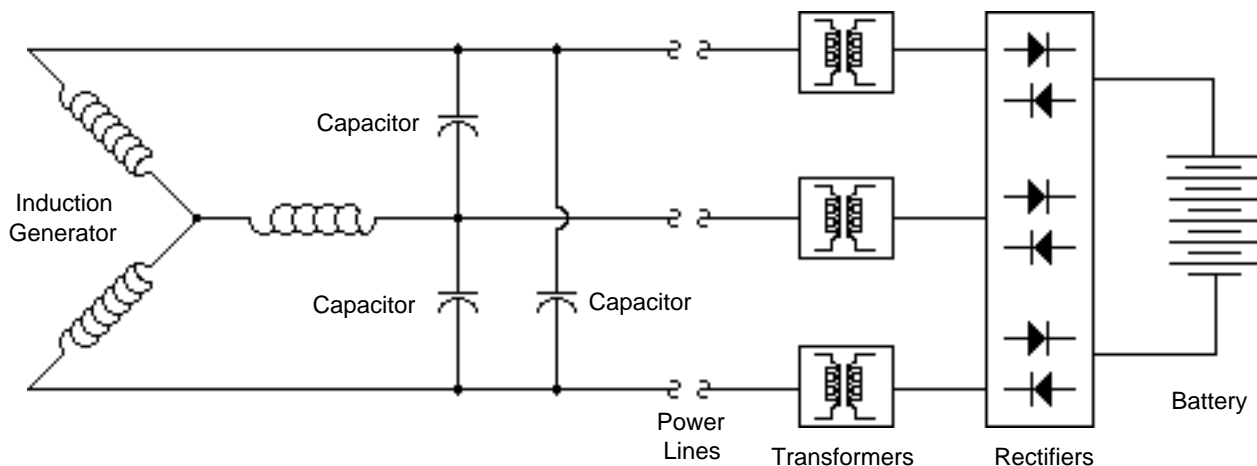 Capacitor
Induction
Generator
Capacitor
Capacitor
Power
Lines
Transformers
Rectifiers
Battery